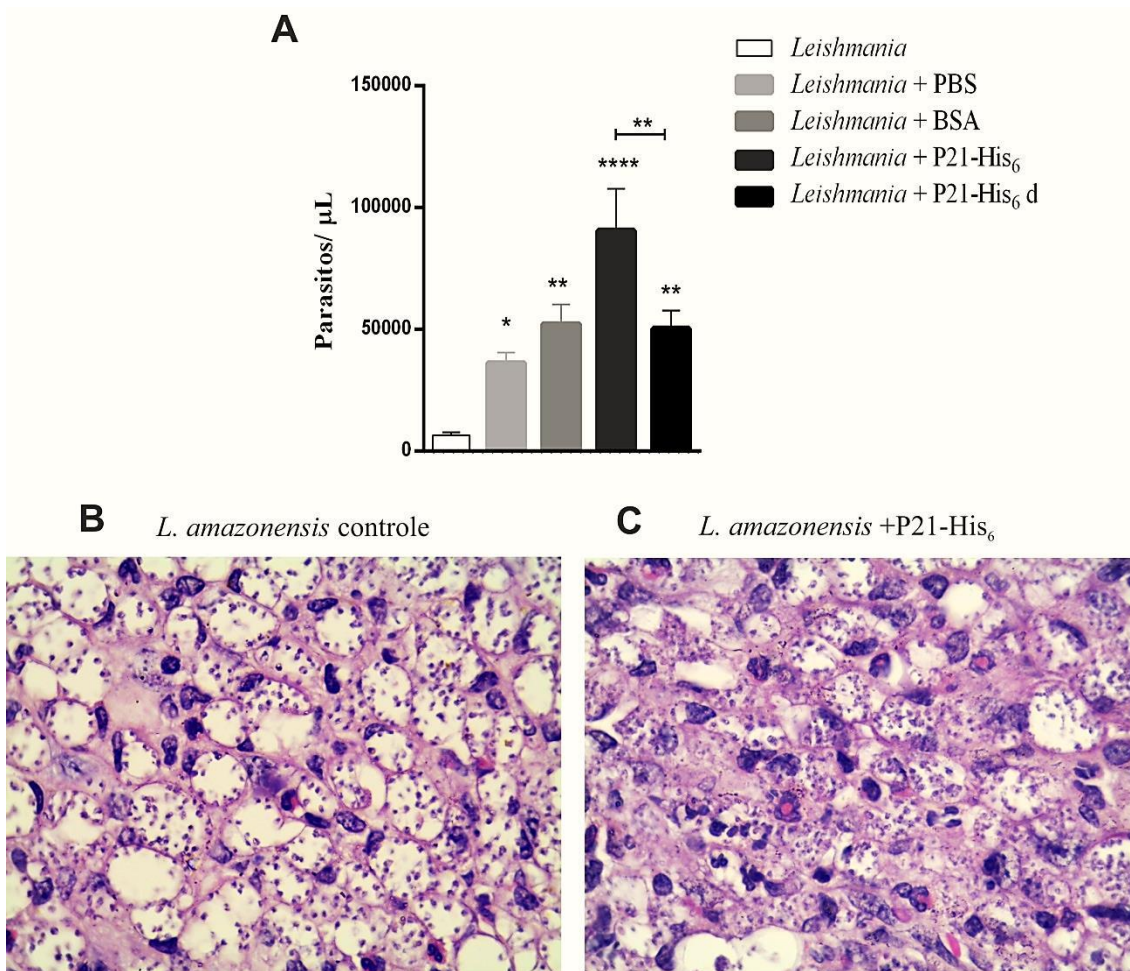 A
Leishmania
Leishmania + PBS
Leishmania + BSA
Leishmania + P21-His₆
Leishmania + P21-His₆ d
150000
100000
50000
0
Parasitos/ µL
*
**
****
**
**
B L. amazonensis controle
C L. amazonensis +P21-His₆